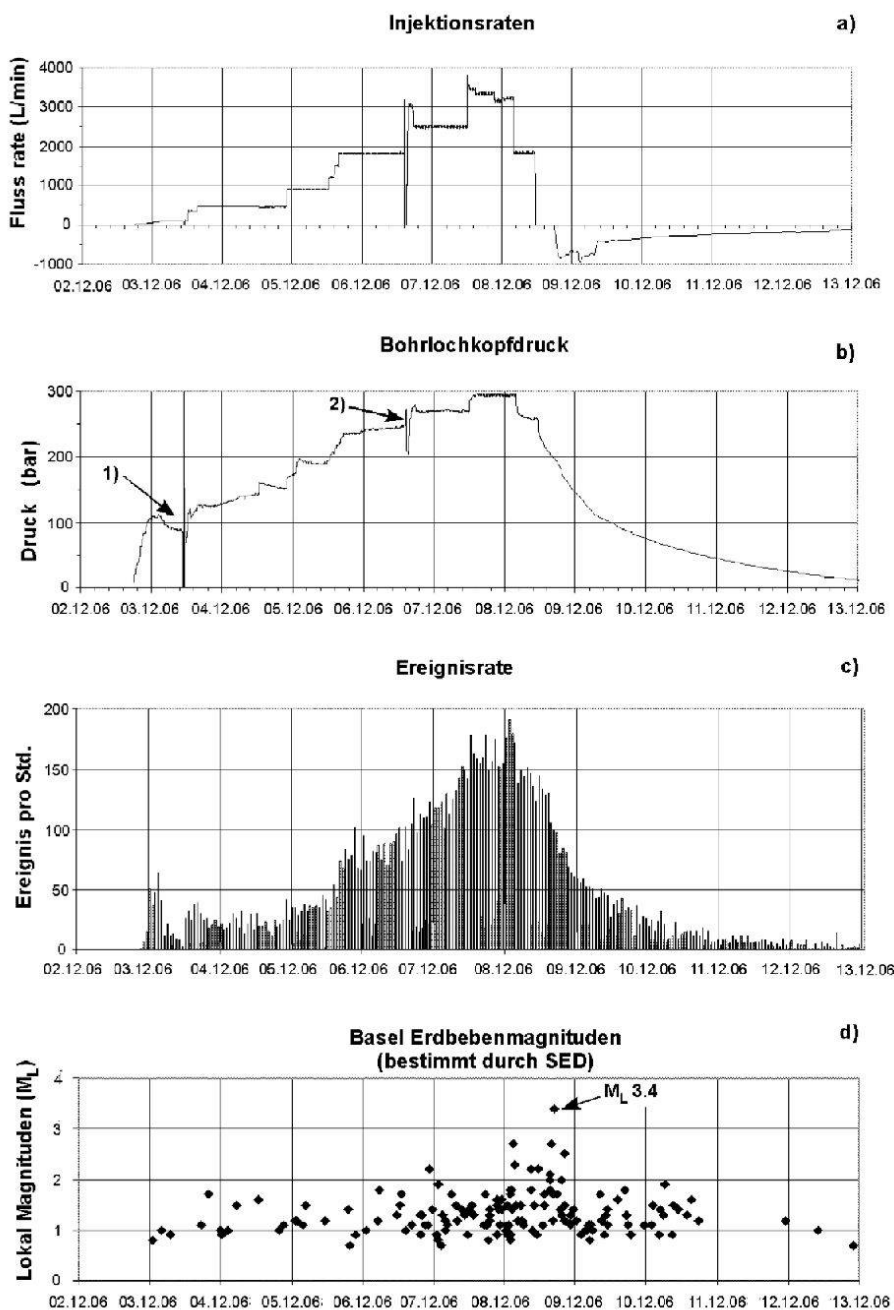 Injektionsraten
a)
Fluss rate (L/min)
4000
3000
2000
1000
0
-1000
02.12.06 03.12.06 04.12.06 05.12.06 06.12.06 07.12.06 08.12.06 09.12.06 10.12.06 11.12.06 12.12.06 13.12.06
Bohrlochkopfdruck
b)
Druck (bar)
300
200
100
0
1)
2)
02.12.06 03.12.06 04.12.06 05.12.06 06.12.06 07.12.06 08.12.06 09.12.06 10.12.06 11.12.06 12.12.06 13.12.06
Ereignisrate
c)
Ereignis pro Std.
200
150
100
50
0
02.12.06 03.12.06 04.12.06 05.12.06 06.12.06 07.12.06 08.12.06 09.12.06 10.12.06 11.12.06 12.12.06 13.12.06
Basel Erdbebenmagnituden
(bestimmt durch SED)
d)
Lokal Magnituden (ML)
4
3
2
1
0
ML 3.4
02.12.06 03.12.06 04.12.06 05.12.06 06.12.06 07.12.06 08.12.06 09.12.06 10.12.06 11.12.06 12.12.06 13.12.06